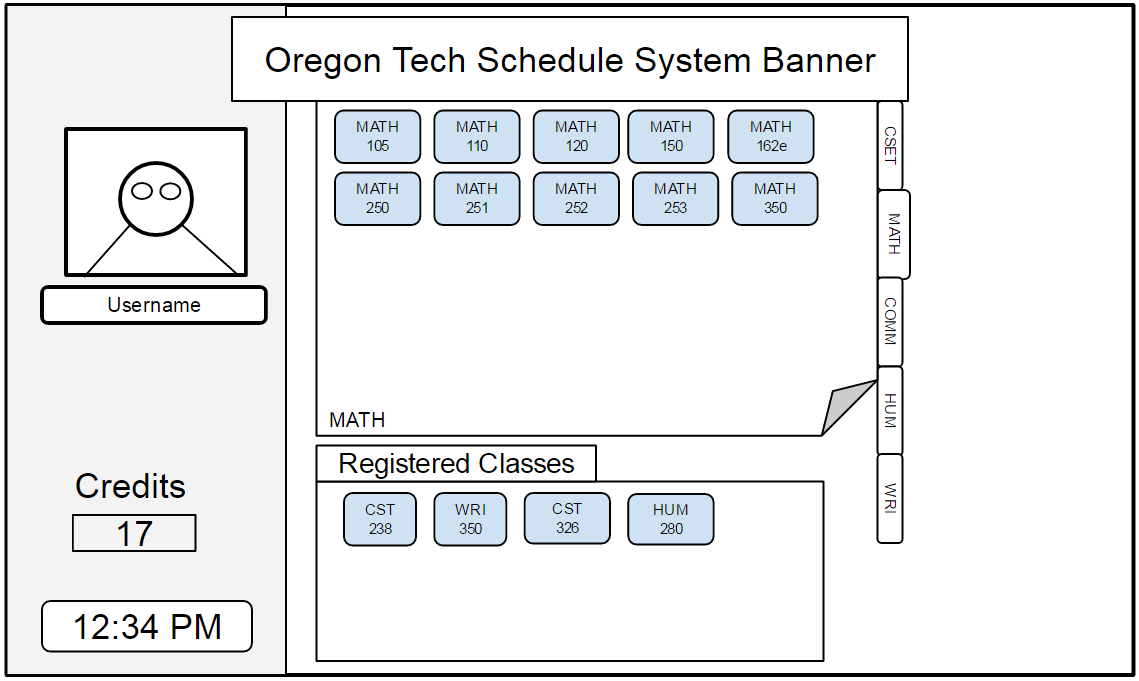 Oregon Tech Schedule System Banner
MATH
105
MATH
110
MATH
120
MATH
150
MATH
162e
MATH
250
MATH
251
MATH
252
MATH
253
MATH
350
MATH
CSET
MATH
COMM
HUM
WRI
Username
Credits
17
12:34 PM
Registered Classes
CST
238
WRI
350
CST
326
HUM
280